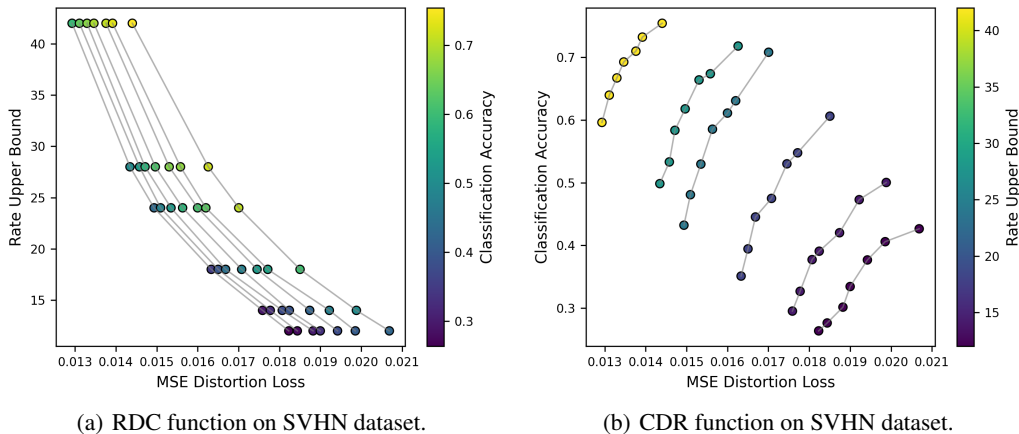 40
35
30
25
20
15
Rate Upper Bound
0.013 0.014 0.015 0.016 0.017 0.018 0.019 0.020 0.021
MSE Distortion Loss
0.7
0.6
0.5
0.4
0.3
Classification Accuracy
(a) RDC function on SVHN dataset.
0.7
0.6
0.5
0.4
0.3
Classification Accuracy
0.013 0.014 0.015 0.016 0.017 0.018 0.019 0.020 0.021
MSE Distortion Loss
40
35
30
25
20
15
Rate Upper Bound
(b) CDR function on SVHN dataset.